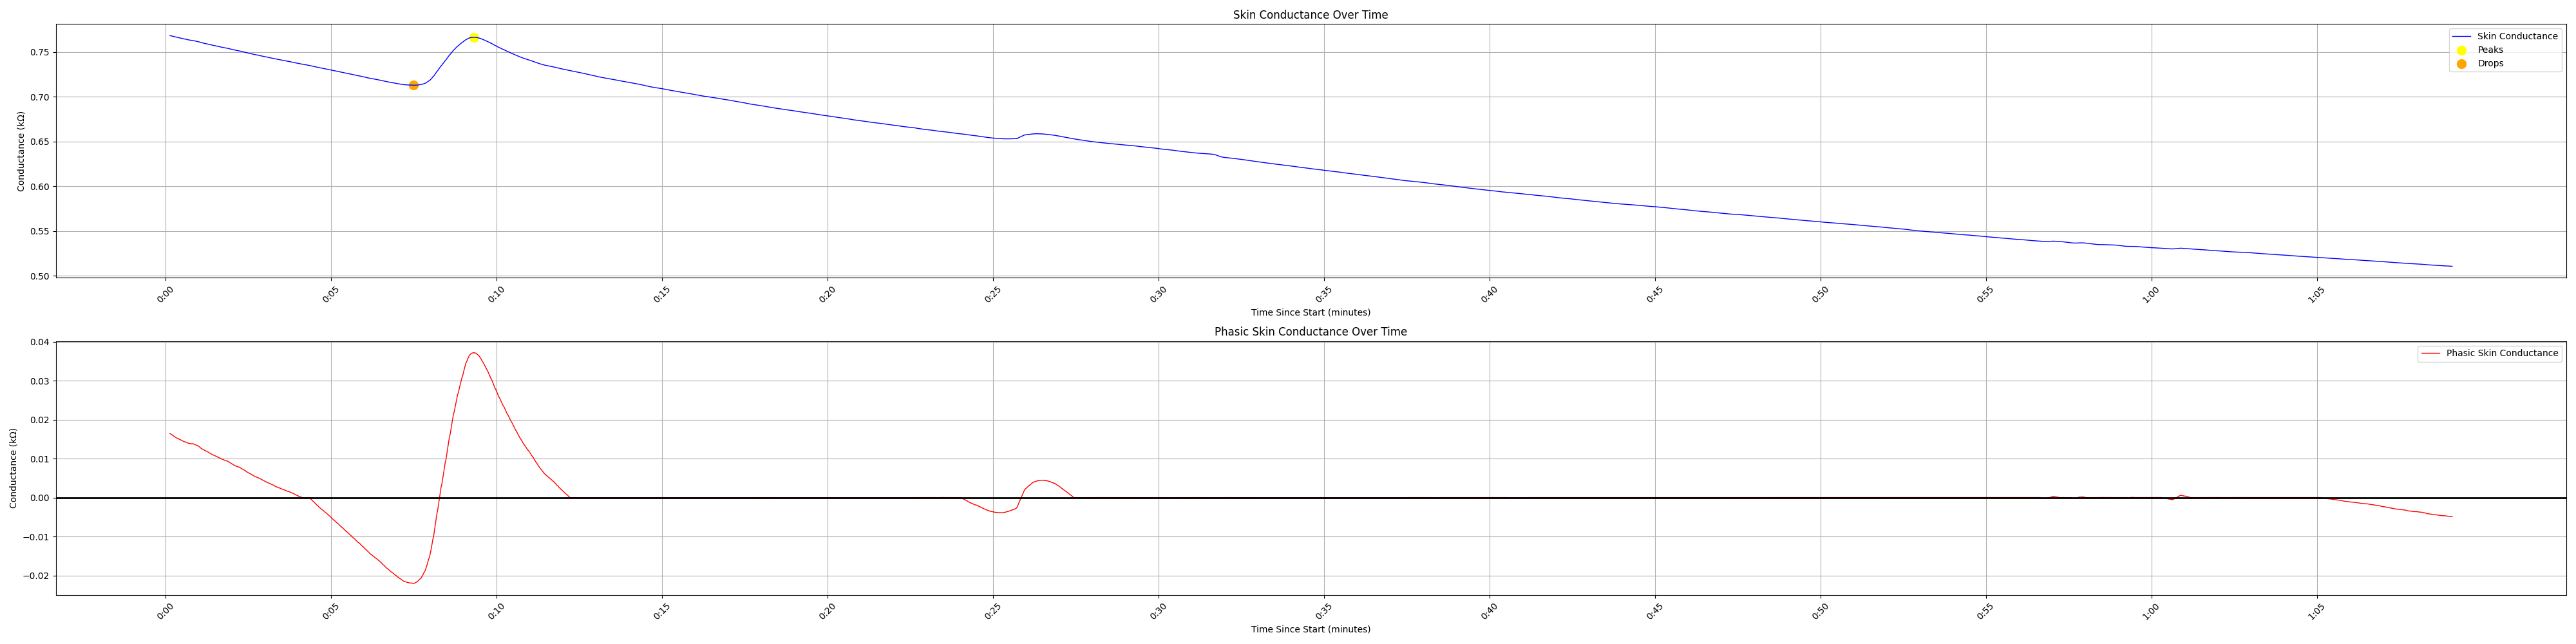 Skin Conductance Over Time
Conductance (kΩ)
0.75
0.70
0.65
0.60
0.55
0.50
Skin Conductance
Peaks
Drops
0:00 0:05 0:10 0:15 0:20 0:25 0:30 0:35 0:40 0:45 0:50 0:55 1:00 1:05
Time Since Start (minutes)
Phasic Skin Conductance Over Time
Conductance (kΩ)
0.04
0.03
0.02
0.01
0.00
−0.01
−0.02
Phasic Skin Conductance
0:00 0:05 0:10 0:15 0:20 0:25 0:30 0:35 0:40 0:45 0:50 0:55 1:00 1:05
Time Since Start (minutes)